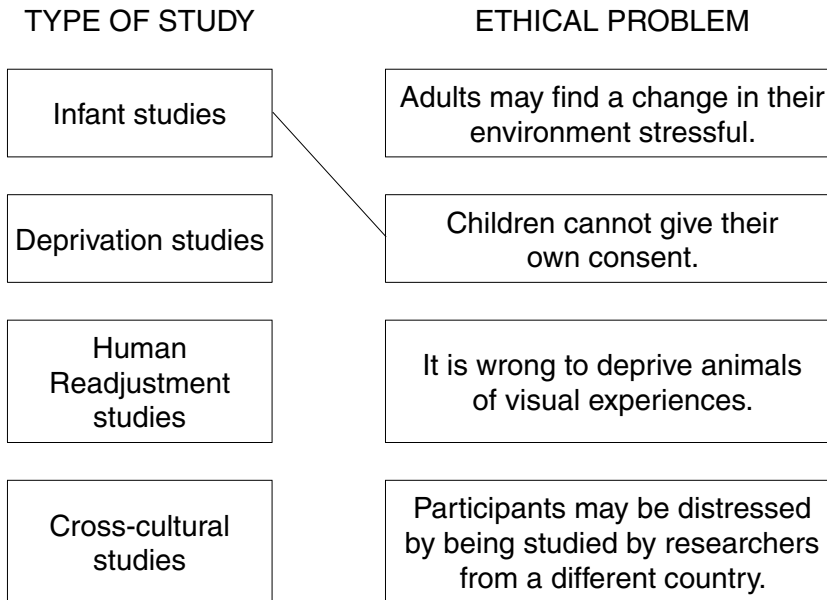 TYPE OF STUDY
ETHICAL PROBLEM
Infant studies
Adults may find a change in their
environment stressful.
Deprivation studies
Children cannot give their
own consent.
Human
Readjustment
studies
It is wrong to deprive animals
of visual experiences.
Cross-cultural
studies
Participants may be distressed
by being studied by researchers
from a different country.